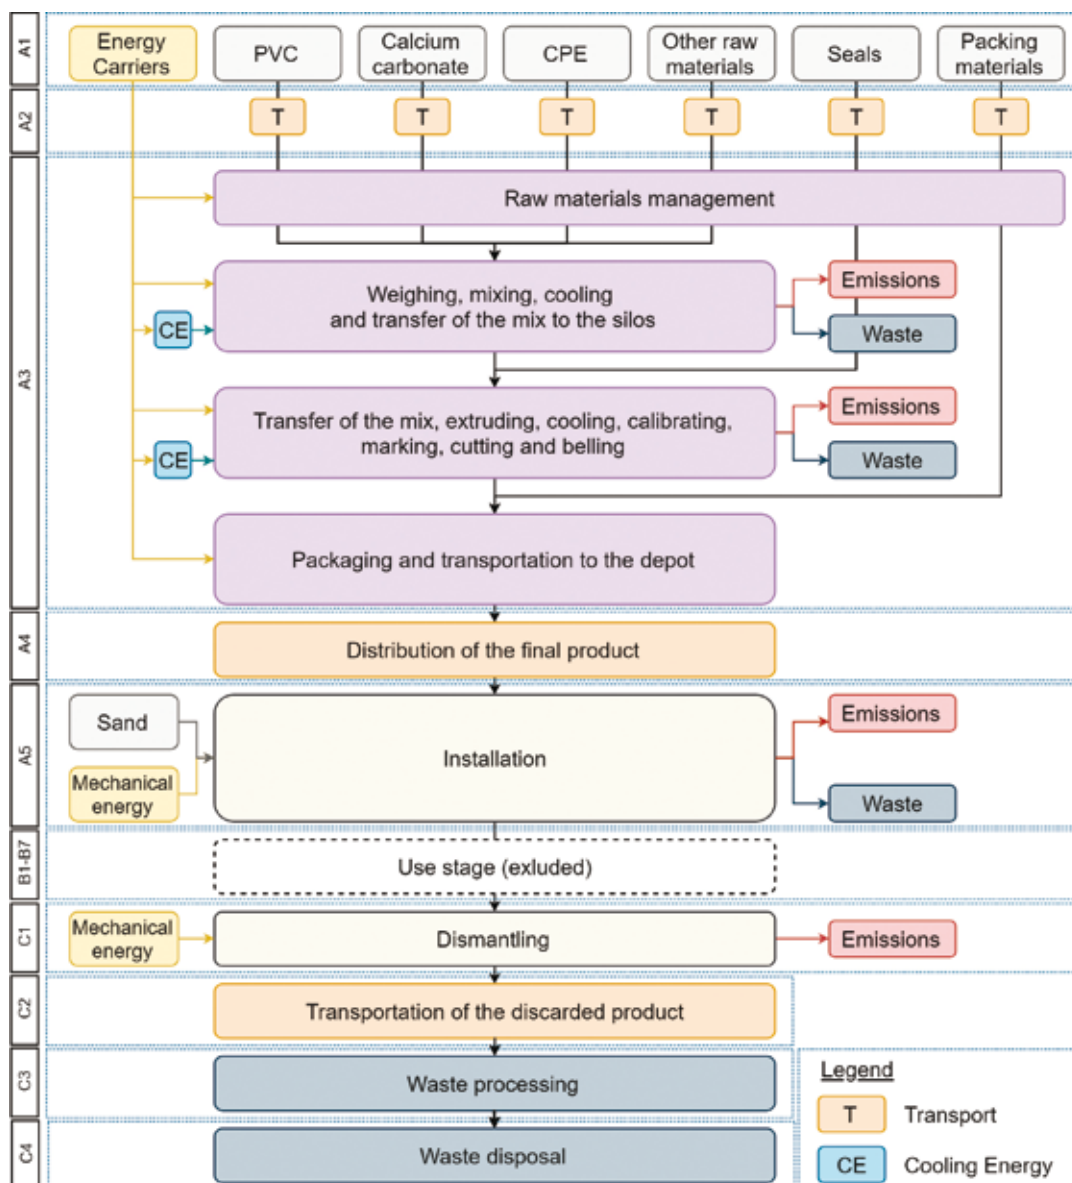 A1
Energy
Carriers
PVC
Calcium
carbonate
CPE
Other raw
materials
Seals
Packing
materials
A2
T
T
T
T
T
T
A3
Raw materials management
Weighing, mixing, cooling
and transfer of the mix to the silos
CE
Emissions
Waste
Transfer of the mix, extruding, cooling, calibrating,
marking, cutting and belling
CE
Emissions
Waste
Packaging and transportation to the depot
A4
Distribution of the final product
A5
Sand
Mechanical
energy
Installation
Emissions
Waste
B1-B7
Use stage (exluded)
C1
Mechanical
energy
Dismantling
Emissions
C2
Transportation of the discarded product
C3
Waste processing
C4
Waste disposal
Legend
T Transport
CE Cooling Energy